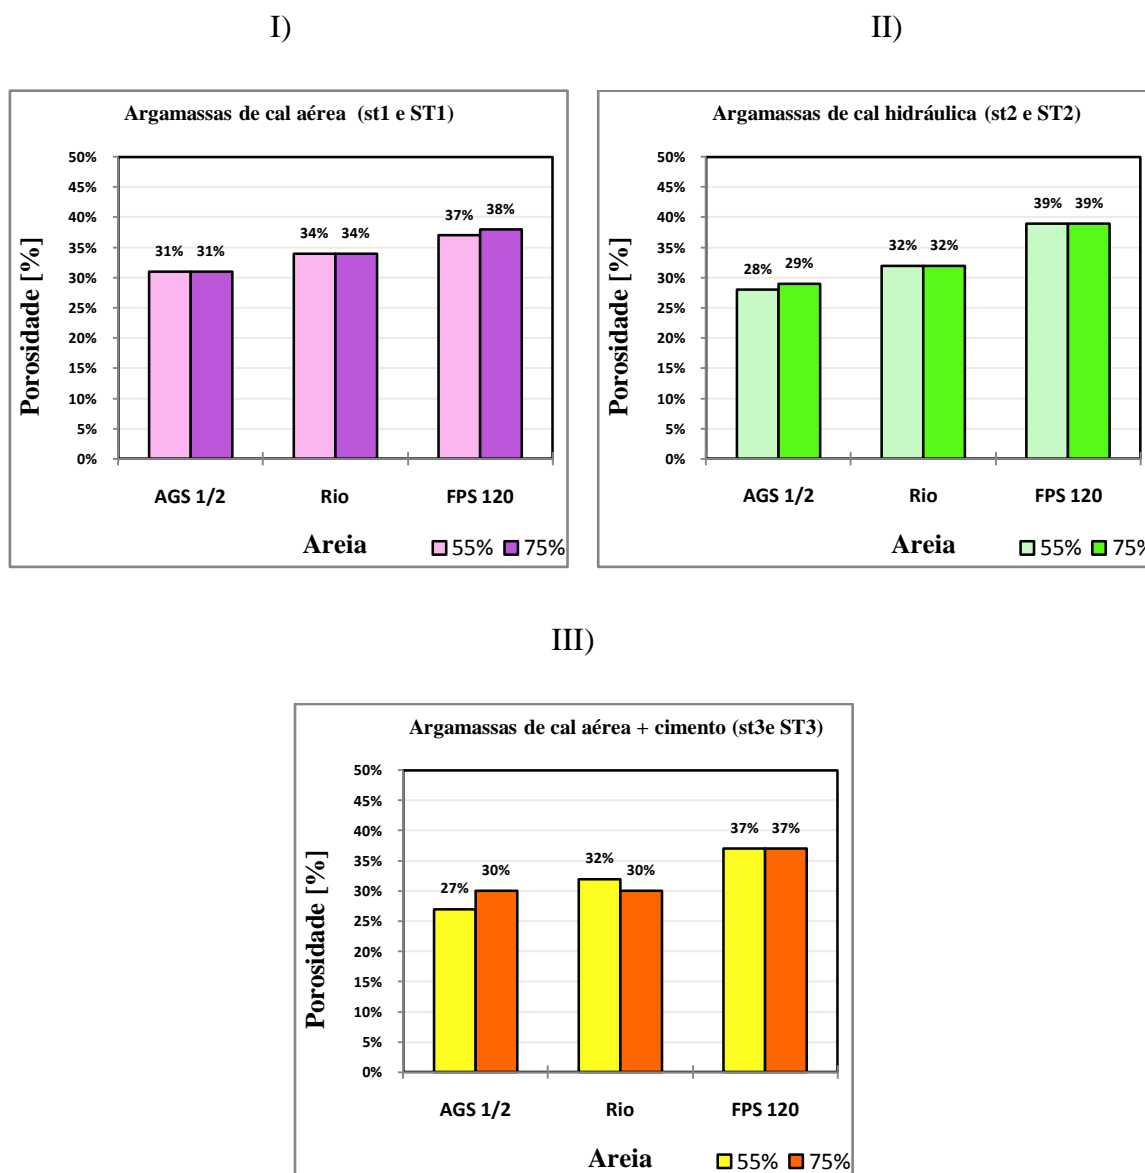 I)
II)
Argamassas de cal aérea (st1 e ST1)
50%
45%
40%
35%
30%
25%
20%
15%
10%
5%
0%
Porosidade [%]
31% 31% 34% 34% 37% 38%
AGS 1/2 Rio FPS 120
Areia 55% 75%
Argamassas de cal hidráulica (st2 e ST2)
50%
45%
40%
35%
30%
25%
20%
15%
10%
5%
0%
Porosidade [%]
28% 29% 32% 32% 39% 39%
AGS 1/2 Rio FPS 120
Areia 55% 75%
III)
Argamassas de cal aérea + cimento (st3e ST3)
50%
45%
40%
35%
30%
25%
20%
15%
10%
5%
0%
Porosidade [%]
27% 30% 32% 30% 37% 37%
AGS 1/2 Rio FPS 120
Areia 55% 75%